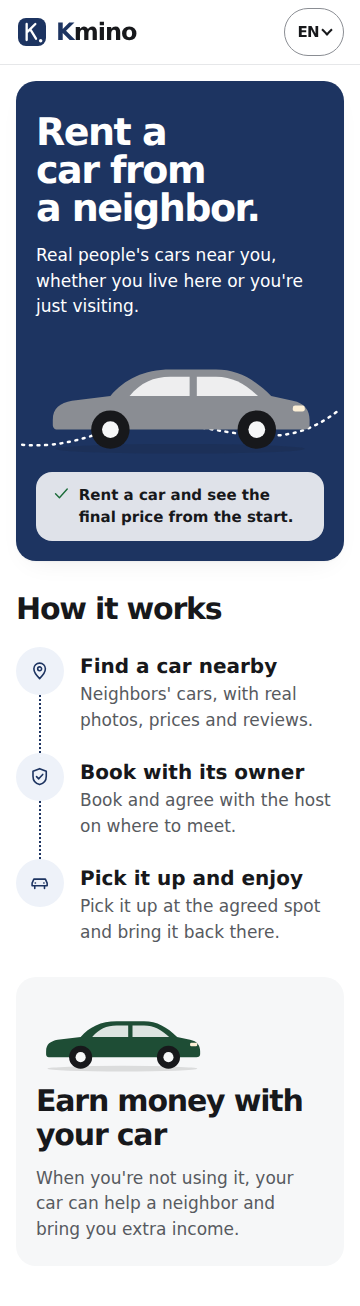 Kmino
EN
Rent a
car from
a neighbor.
Real people's cars near you,
whether you live here or you're
just visiting.
Rent a car and see the
final price from the start.
How it works
Find a car nearby
Neighbors' cars, with real
photos, prices and reviews.
Book with its owner
Book and agree with the host
on where to meet.
Pick it up and enjoy
Pick it up at the agreed spot
and bring it back there.
Earn money with
your car
When you're not using it, your
car can help a neighbor and
bring you extra income.